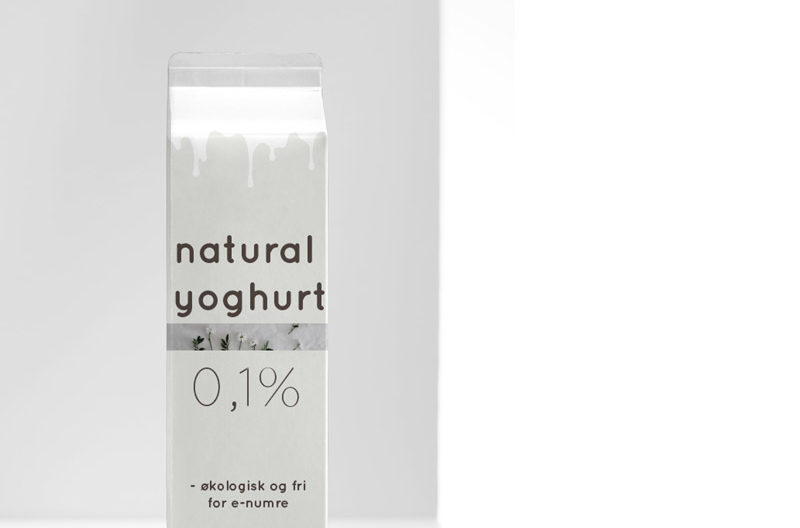 natural
yoghurt
0,1%
- økologisk og fri
for e-numre